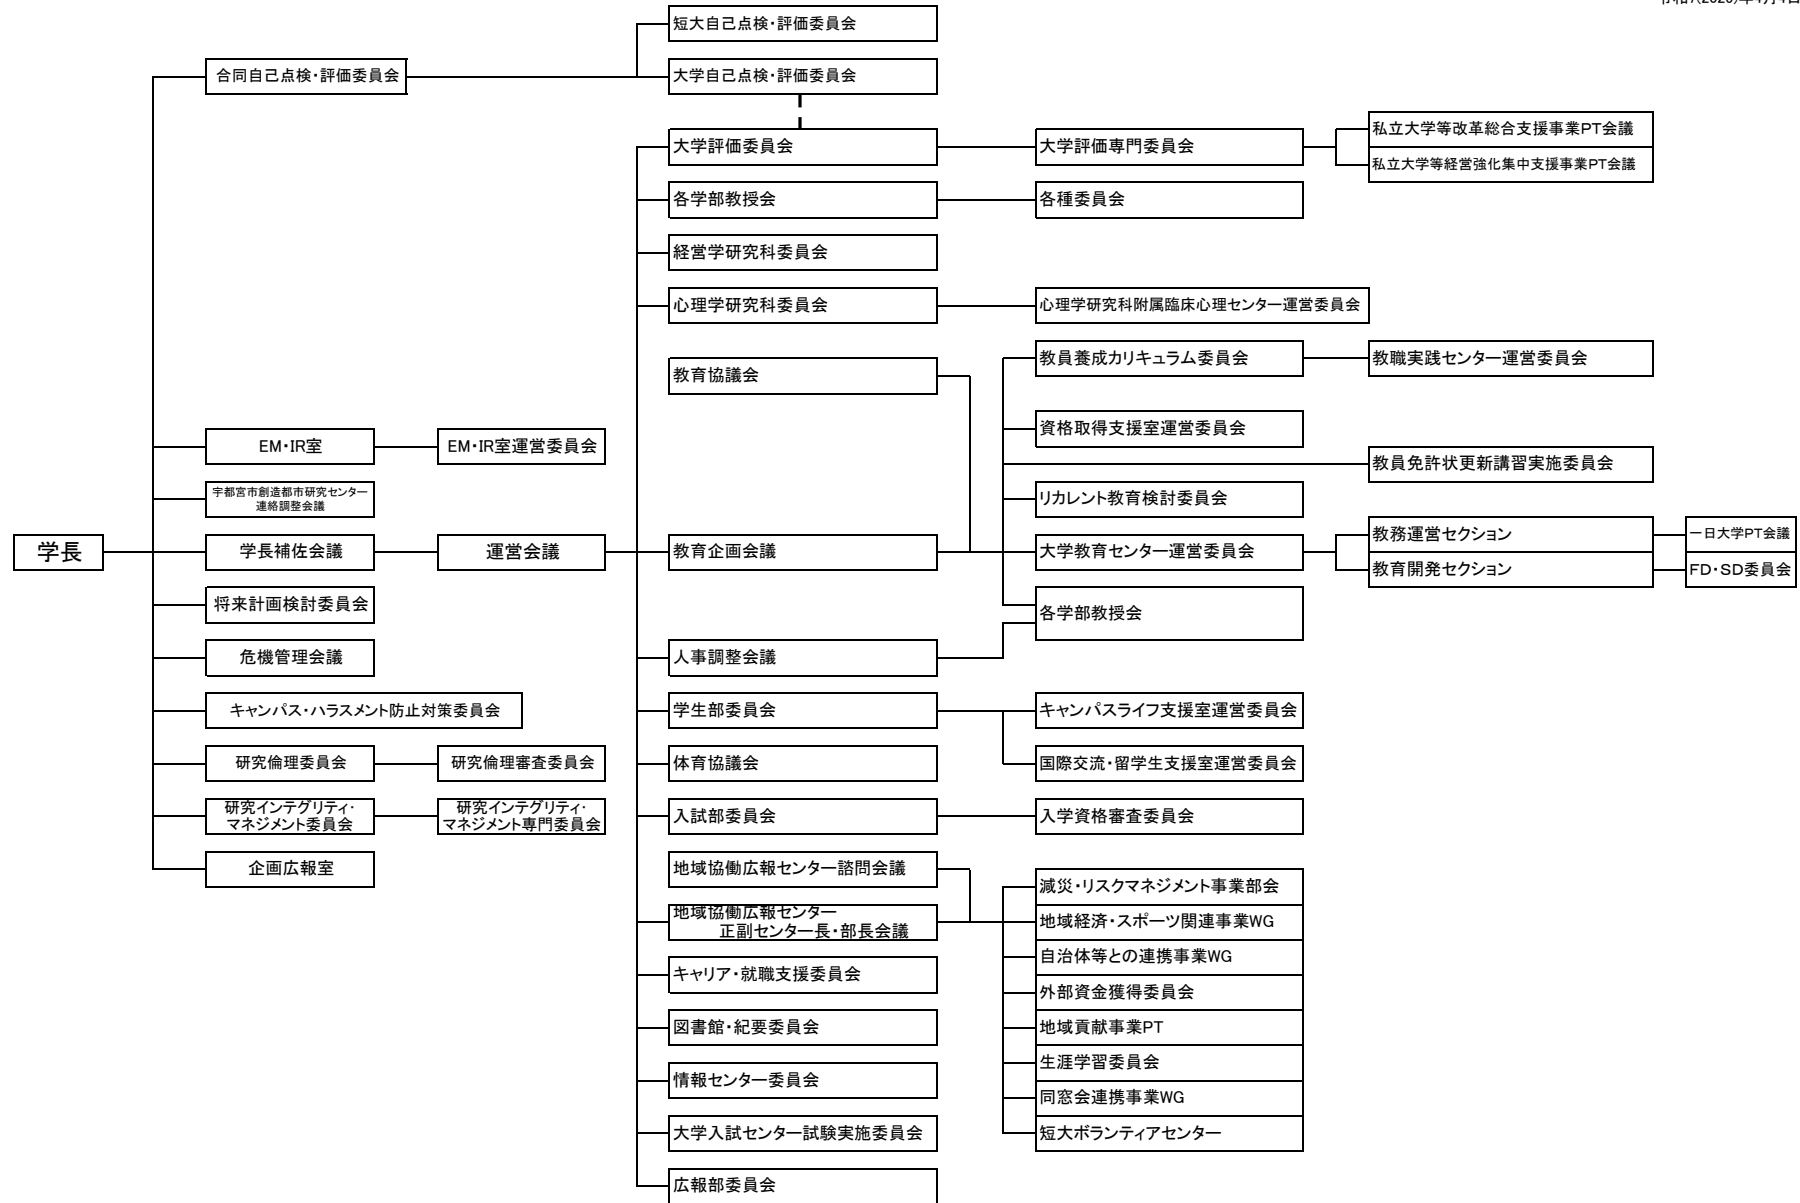 短大自己点検・評価委員会
合同自己点検・評価委員会
大学自己点検・評価委員会
大学評価委員会
大学評価専門委員会
私立大学等改革総合支援事業PT会議
私立大学等経営強化集中支援事業PT会議
各学部教授会
各種委員会
経営学研究科委員会
心理学研究科委員会
心理学研究科附属臨床心理センター運営委員会
教育協議会
教員養成カリキュラム委員会
教職実践センター運営委員会
資格取得支援室運営委員会
EM・IR室
EM・IR室運営委員会
教員免許状更新講習実施委員会
宇都宮市創造都市研究センター
連絡調整会議
リカレント教育検討委員会
学長
学長補佐会議
運営会議
教育企画会議
大学教育センター運営委員会
教務運営セクション
一日大学PT会議
教育開発セクション
FD・SD委員会
将来計画検討委員会
各学部教授会
危機管理会議
人事調整会議
キャンパス・ハラスメント防止対策委員会
学生部委員会
キャンパスライフ支援室運営委員会
研究倫理委員会
研究倫理審査委員会
体育協議会
国際交流・留学生支援室運営委員会
研究インテグリティ・
マネジメント委員会
研究インテグリティ・
マネジメント専門委員会
入試部委員会
入学資格審査委員会
企画広報室
地域協働広報センター諮問会議
減災・リスクマネジメント事業部会
地域協働広報センター
正副センター長・部長会議
地域経済・スポーツ関連事業WG
自治体等との連携事業WG
キャリア・就職支援委員会
外部資金獲得委員会
図書館・紀要委員会
地域貢献事業PT
生涯学習委員会
情報センター委員会
同窓会連携事業WG
大学入試センター試験実施委員会
短大ボランティアセンター
広報部委員会